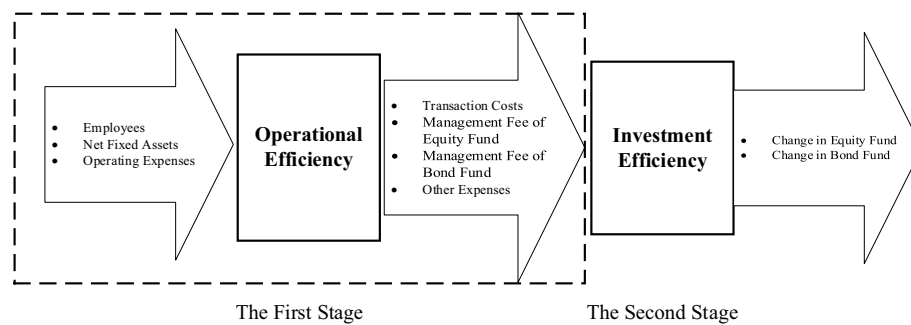 • Employees
• Net Fixed Assets
• Operating Expenses
Operational
Efficiency
• Transaction Costs
• Management Fee of
Equity Fund
• Management Fee of
Bond Fund
• Other Expenses
Investment
Efficiency
• Change in Equity Fund
• Change in Bond Fund
The First Stage
The Second Stage